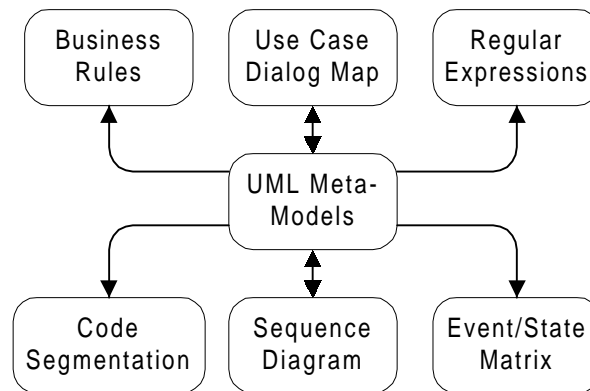 Business
Rules
Use Case
Dialog Map
Regular
Expressions
UML Meta-
Models
Code
Segmentation
Sequence
Diagram
Event/State
Matrix